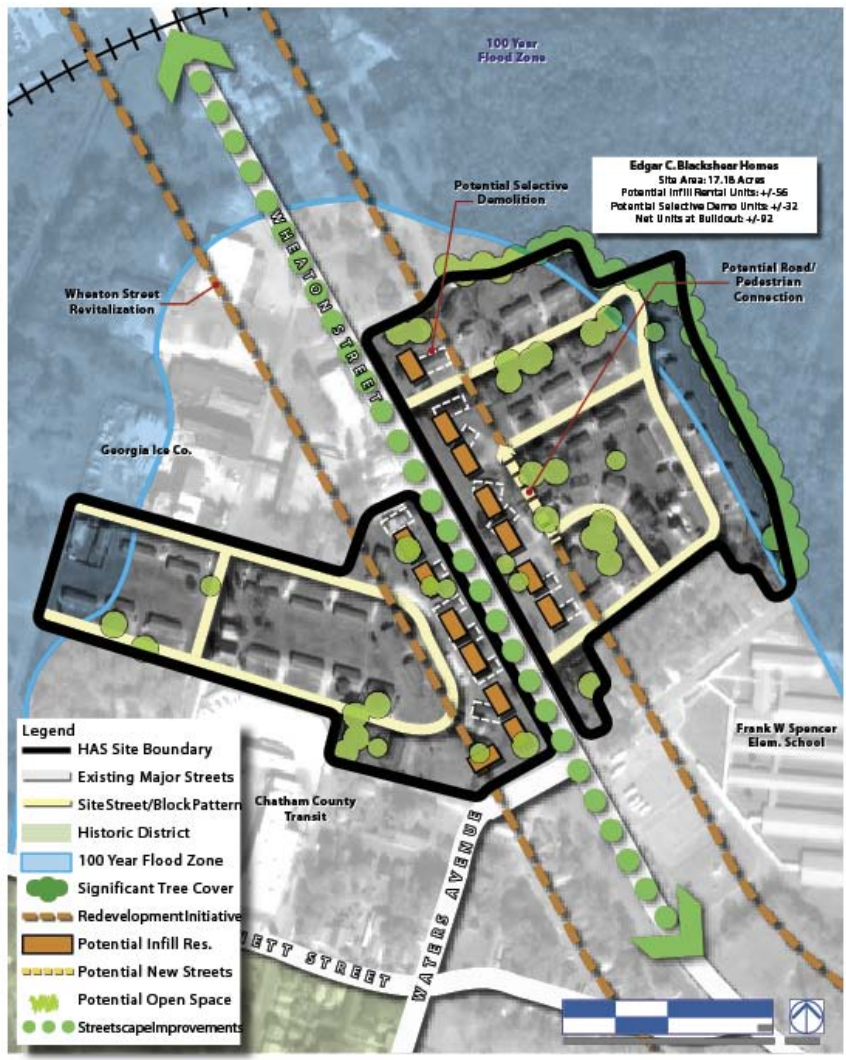 100 Year
Flood Zone
Edgar C. Blackshear Homes
Site Area: 17.18 Acres
Potential Infill Rental Units: +/-56
Potential Selective Demo Units: +/-32
Net Units at Buildout: +/-92
Potential Selective
Demolition
Potential Road/
Pedestrian
Connection
Wheaton Street
Revitalization
WHEATON STREET
Georgia Ice Co.
Frank W Spencer
Elem. School
Chatham County
Transit
WATERS AVENUE
NETT STREET
Legend
HAS Site Boundary
Existing Major Streets
Site Street/Block Pattern
Historic District
100 Year Flood Zone
Significant Tree Cover
Redevelopment Initiative
Potential Infill Res.
Potential New Streets
Potential Open Space
Streetscape Improvements